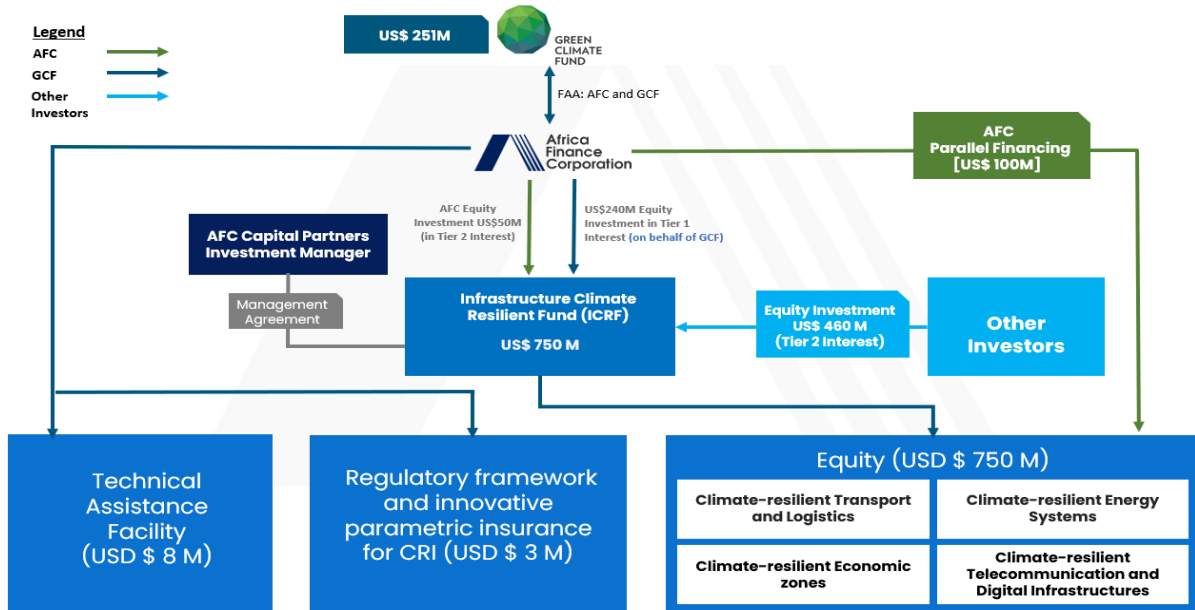 Legend
AFC
GCF
Other
Investors
US$ 251M
GREEN
CLIMATE
FUND
FAA: AFC and GCF
Africa
Finance
Corporation
AFC
Parallel Financing
[US$ 100M]
AFC Equity
Investment US$50M
(in Tier 2 Interest)
US$240M Equity
Investment in Tier 1
Interest (on behalf of GCF)
AFC Capital Partners
Investment Manager
Management
Agreement
Infrastructure Climate
Resilient Fund (ICRF)
US$ 750 M
Equity Investment
US$ 460 M
(Tier 2 Interest)
Other
Investors
Technical
Assistance
Facility
(USD $ 8 M)
Regulatory framework
and innovative
parametric insurance
for CRI (USD $ 3 M)
Equity (USD $ 750 M)
Climate-resilient Transport
and Logistics
Climate-resilient Energy
Systems
Climate-resilient Economic
zones
Climate-resilient
Telecommunication and
Digital Infrastructures